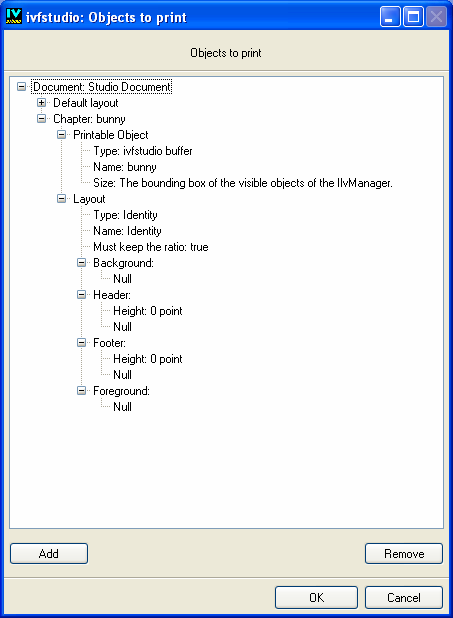 IV
STUDIO
ivfstudio: Objects to print
Objects to print
Document: Studio Document
Default layout
Chapter: bunny
Printable Object
Type: ivfstudio buffer
Name: bunny
Size: The bounding box of the visible objects of the IlvManager.
Layout
Type: Identity
Name: Identity
Must keep the ratio: true
Background:
Null
Header:
Height: 0 point
Null
Footer:
Height: 0 point
Null
Foreground:
Null
Add
Remove
OK
Cancel